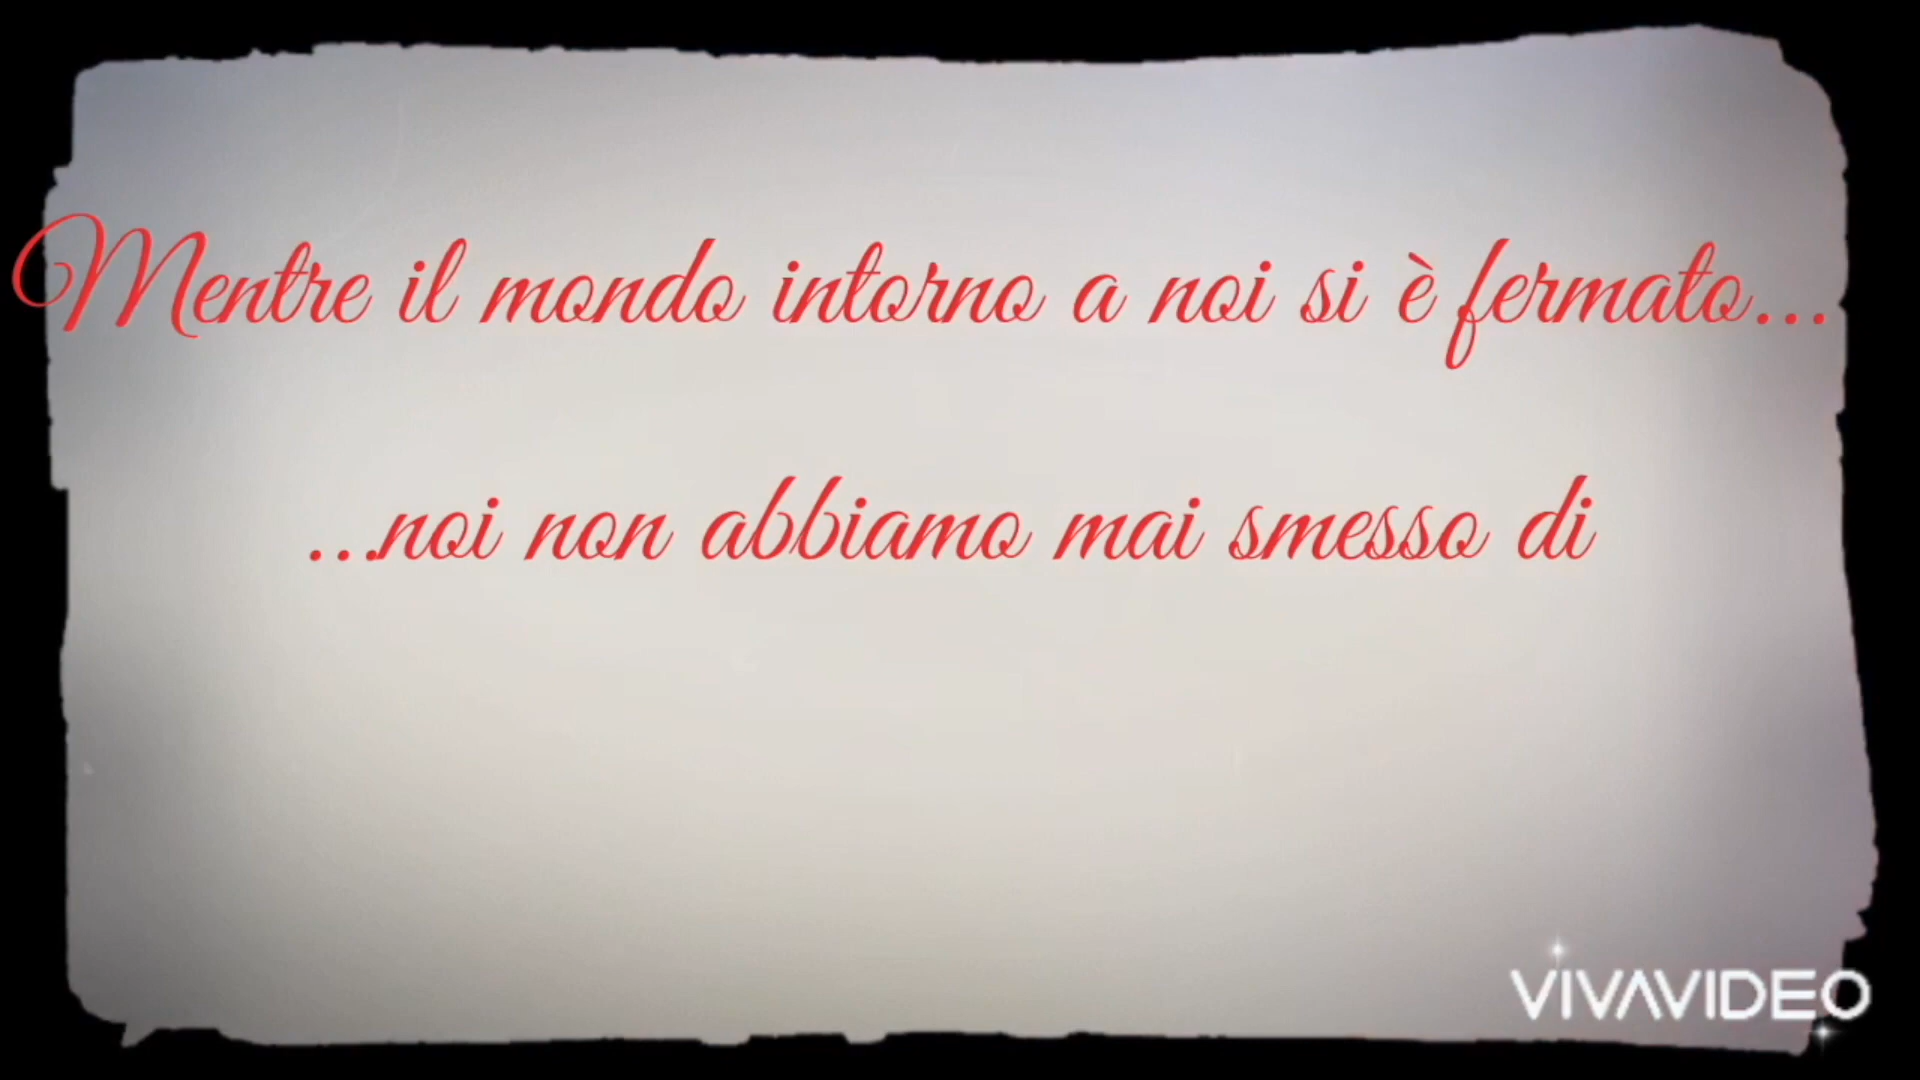 Mentre il mondo intorno a noi si è fermato...
...noi non abbiamo mai smesso di
VIVAVIDEO